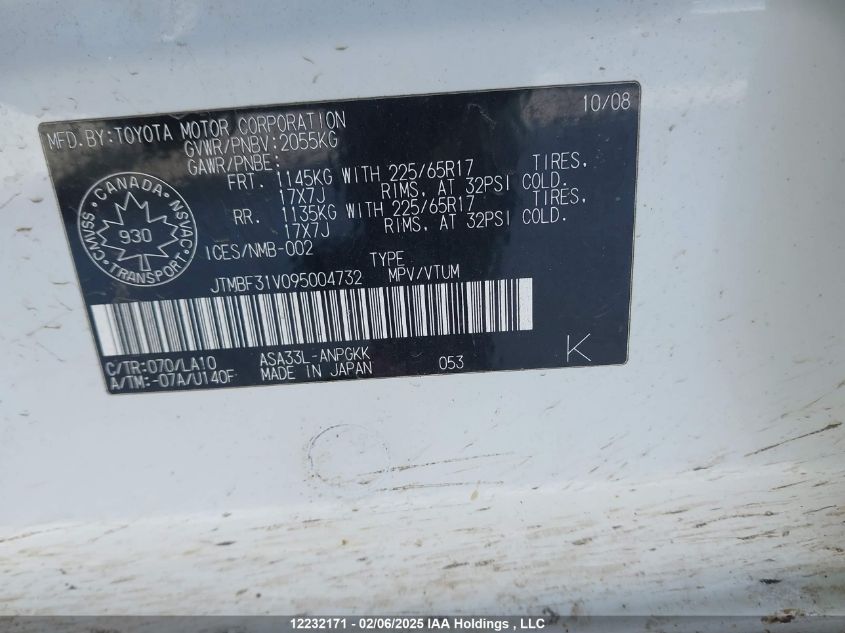 10/08
MFD.BY:TOYOTA MOTOR CORPORATION
GVWR/PNBV:2055KG
GAWR/PNBE:
FRT. 1145KG WITH 225/65R17 TIRES,
17X7J RIMS, AT 32PSI COLD.
RR. 1135KG WITH 225/65R17 TIRES,
17X7J RIMS, AT 32PSI COLD.
ICES/NMB-002
CANADA
CMVSS
NSVAC
930
TRANSPORT
TYPE
JTMBF31V095004732 MPV/VTUM
C/TR:070/LA10 ASA33L-ANPGKK 053 K
A/TM:-07A/U140F MADE IN JAPAN
12232171 - 02/06/2025 IAA Holdings , LLC